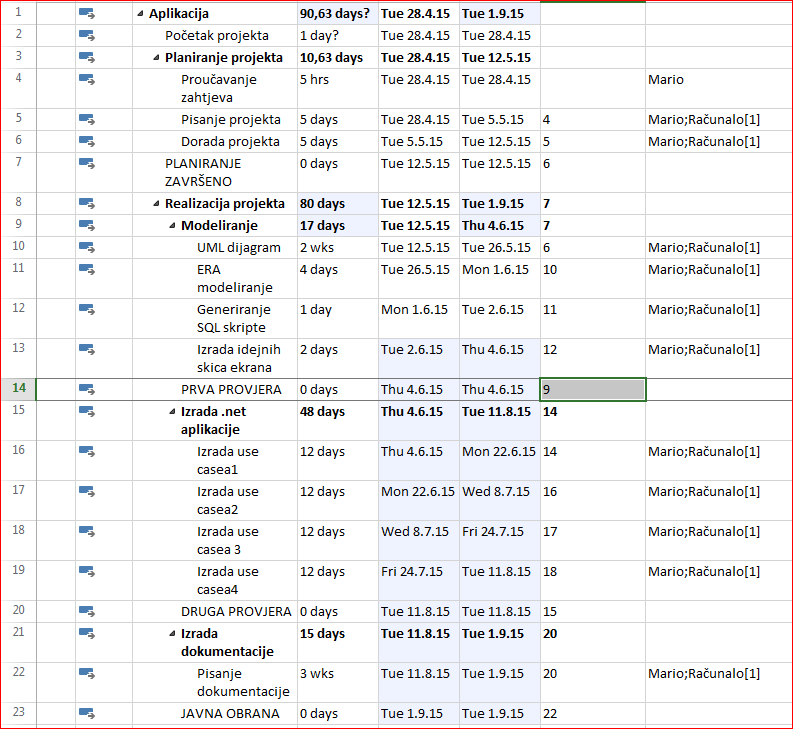 1 Aplikacija 90,63 days? Tue 28.4.15 Tue 1.9.15
2 Početak projekta 1 day? Tue 28.4.15 Tue 28.4.15
3 Planiranje projekta 10,63 days Tue 28.4.15 Tue 12.5.15
4 Proučavanje 5 hrs Tue 28.4.15 Tue 28.4.15 Mario
zahtjeva
5 Pisanje projekta 5 days Tue 28.4.15 Tue 5.5.15 4 Mario;Računalo[1]
6 Dorada projekta 5 days Tue 5.5.15 Tue 12.5.15 5 Mario;Računalo[1]
7 PLANIRANJE 0 days Tue 12.5.15 Tue 12.5.15 6
ZAVRŠENO
8 Realizacija projekta 80 days Tue 12.5.15 Tue 1.9.15 7
9 Modeliranje 17 days Tue 12.5.15 Thu 4.6.15 7
10 UML dijagram 2 wks Tue 12.5.15 Tue 26.5.15 6 Mario;Računalo[1]
11 ERA 4 days Tue 26.5.15 Mon 1.6.15 10 Mario;Računalo[1]
modeliranje
12 Generiranje 1 day Mon 1.6.15 Tue 2.6.15 11 Mario;Računalo[1]
SQL skripte
13 Izrada idejnih 2 days Tue 2.6.15 Thu 4.6.15 12 Mario;Računalo[1]
skica ekrana
14 PRVA PROVJERA 0 days Thu 4.6.15 Thu 4.6.15 9
15 Izrada .net 48 days Thu 4.6.15 Tue 11.8.15 14
aplikacije
16 Izrada use 12 days Thu 4.6.15 Mon 22.6.15 14 Mario;Računalo[1]
casea1
17 Izrada use 12 days Mon 22.6.15 Wed 8.7.15 16 Mario;Računalo[1]
casea2
18 Izrada use 12 days Wed 8.7.15 Fri 24.7.15 17 Mario;Računalo[1]
casea 3
19 Izrada use 12 days Fri 24.7.15 Tue 11.8.15 18 Mario;Računalo[1]
casea4
20 DRUGA PROVJERA 0 days Tue 11.8.15 Tue 11.8.15 15
21 Izrada 15 days Tue 11.8.15 Tue 1.9.15 20
dokumentacije
22 Pisanje 3 wks Tue 11.8.15 Tue 1.9.15 20 Mario;Računalo[1]
dokumentacije
23 JAVNA OBRANA 0 days Tue 1.9.15 Tue 1.9.15 22